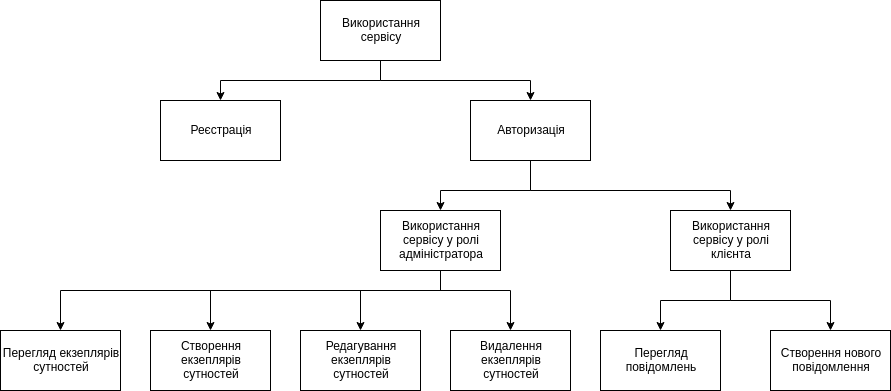 Використання
сервісу
Реєстрація
Авторизація
Використання
сервісу у ролі
адміністратора
Використання
сервісу у ролі
клієнта
Перегляд екзеплярів
сутностей
Створення
екзеплярів
сутностей
Редагування
екзеплярів
сутностей
Видалення
екзеплярів
сутностей
Перегляд
повідомлень
Створення нового
повідомлення